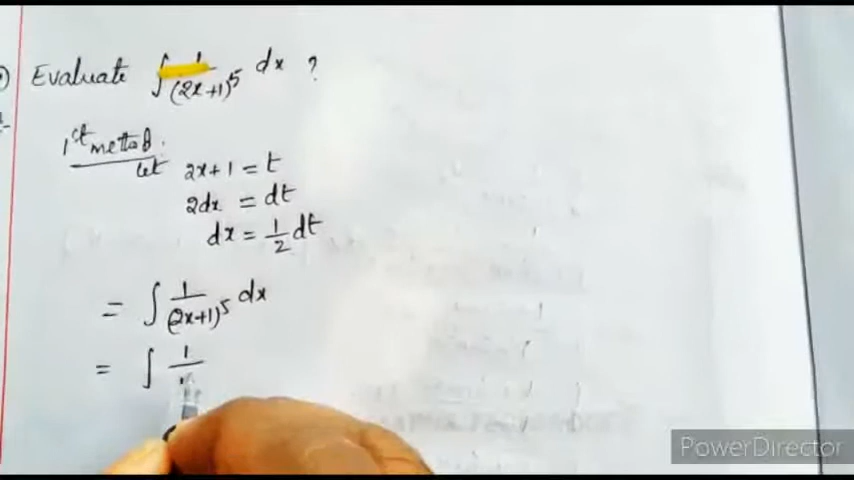 Evaluate ∫ 1/(2x+1)^5 dx ?
1st method.
let 2x+1 = t
2dx = dt
dx = 1/2 dt
= ∫ 1/(2x+1)^5 dx
= ∫ 1/
PowerDirector